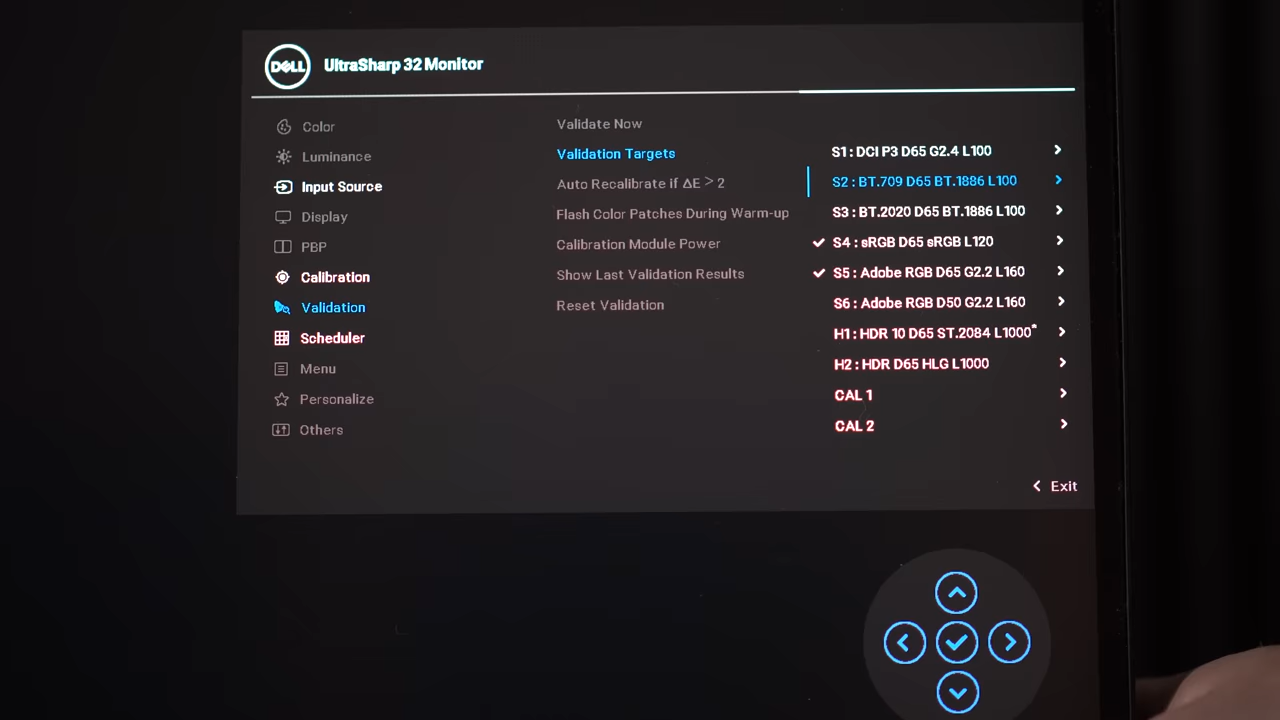 DELL UltraSharp 32 Monitor
Color
Luminance
Input Source
Display
PBP
Calibration
Validation
Scheduler
Menu
Personalize
Others
Validate Now
Validation Targets
Auto Recalibrate if ΔE > 2
Flash Color Patches During Warm-up
Calibration Module Power
Show Last Validation Results
Reset Validation
S1 : DCI P3 D65 G2.4 L100
S2 : BT.709 D65 BT.1886 L100
S3 : BT.2020 D65 BT.1886 L100
S4 : sRGB D65 sRGB L120
S5 : Adobe RGB D65 G2.2 L160
S6 : Adobe RGB D50 G2.2 L160
H1 : HDR 10 D65 ST.2084 L1000*
H2 : HDR D65 HLG L1000
CAL 1
CAL 2
Exit